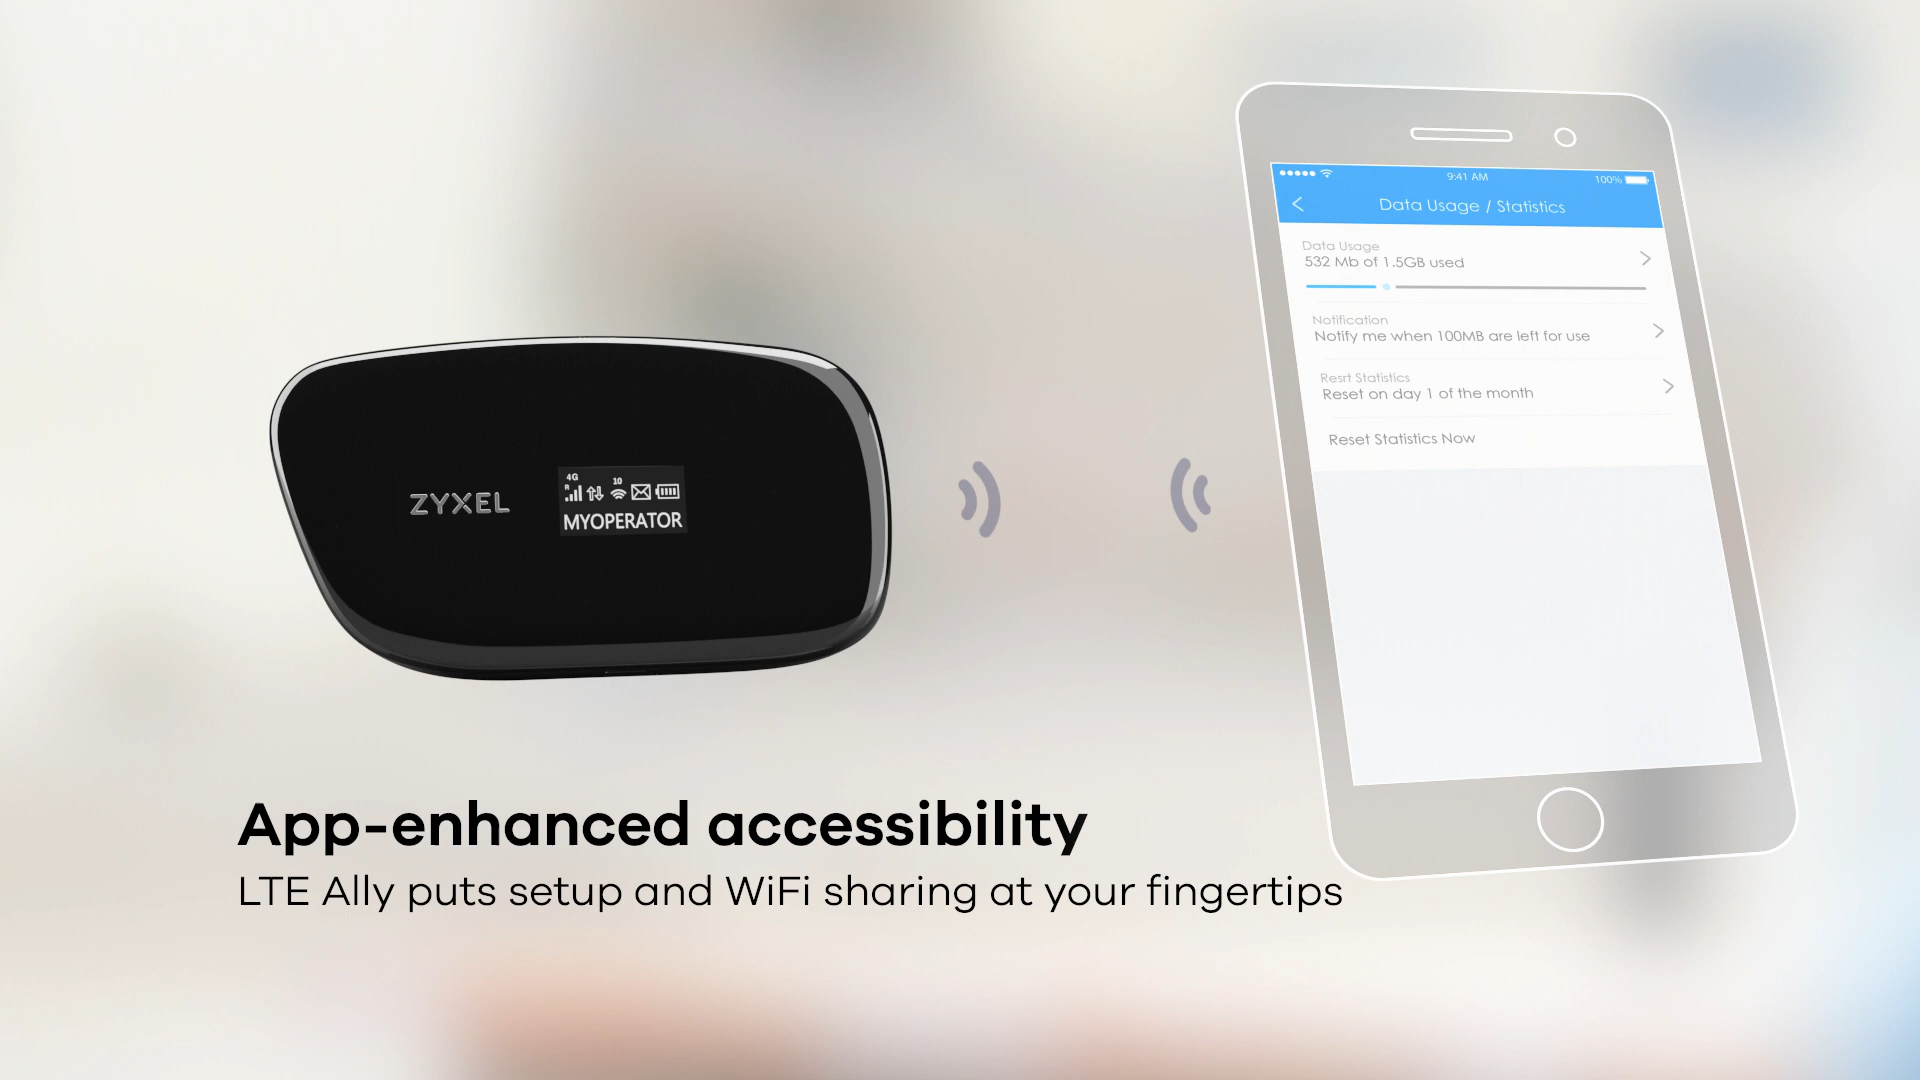 ZYXEL
4G
R
10
MYOPERATOR
9:41 AM
100%
Data Usage / Statistics
Data Usage
532 Mb of 1.5GB used
Notification
Notify me when 100MB are left for use
Resrt Statistics
Reset on day 1 of the month
Reset Statistics Now
App-enhanced accessibility
LTE Ally puts setup and WiFi sharing at your fingertips